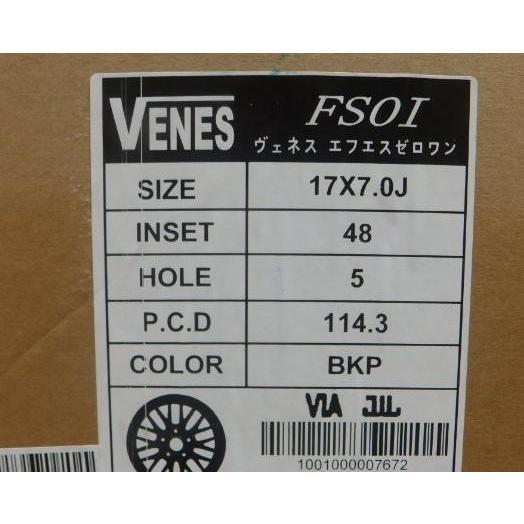 VENES FSOI
ヴェネス エフエスゼロワン
SIZE 17X7.0J
INSET 48
HOLE 5
P.C.D 114.3
COLOR BKP
VIA JWL
1001000007672